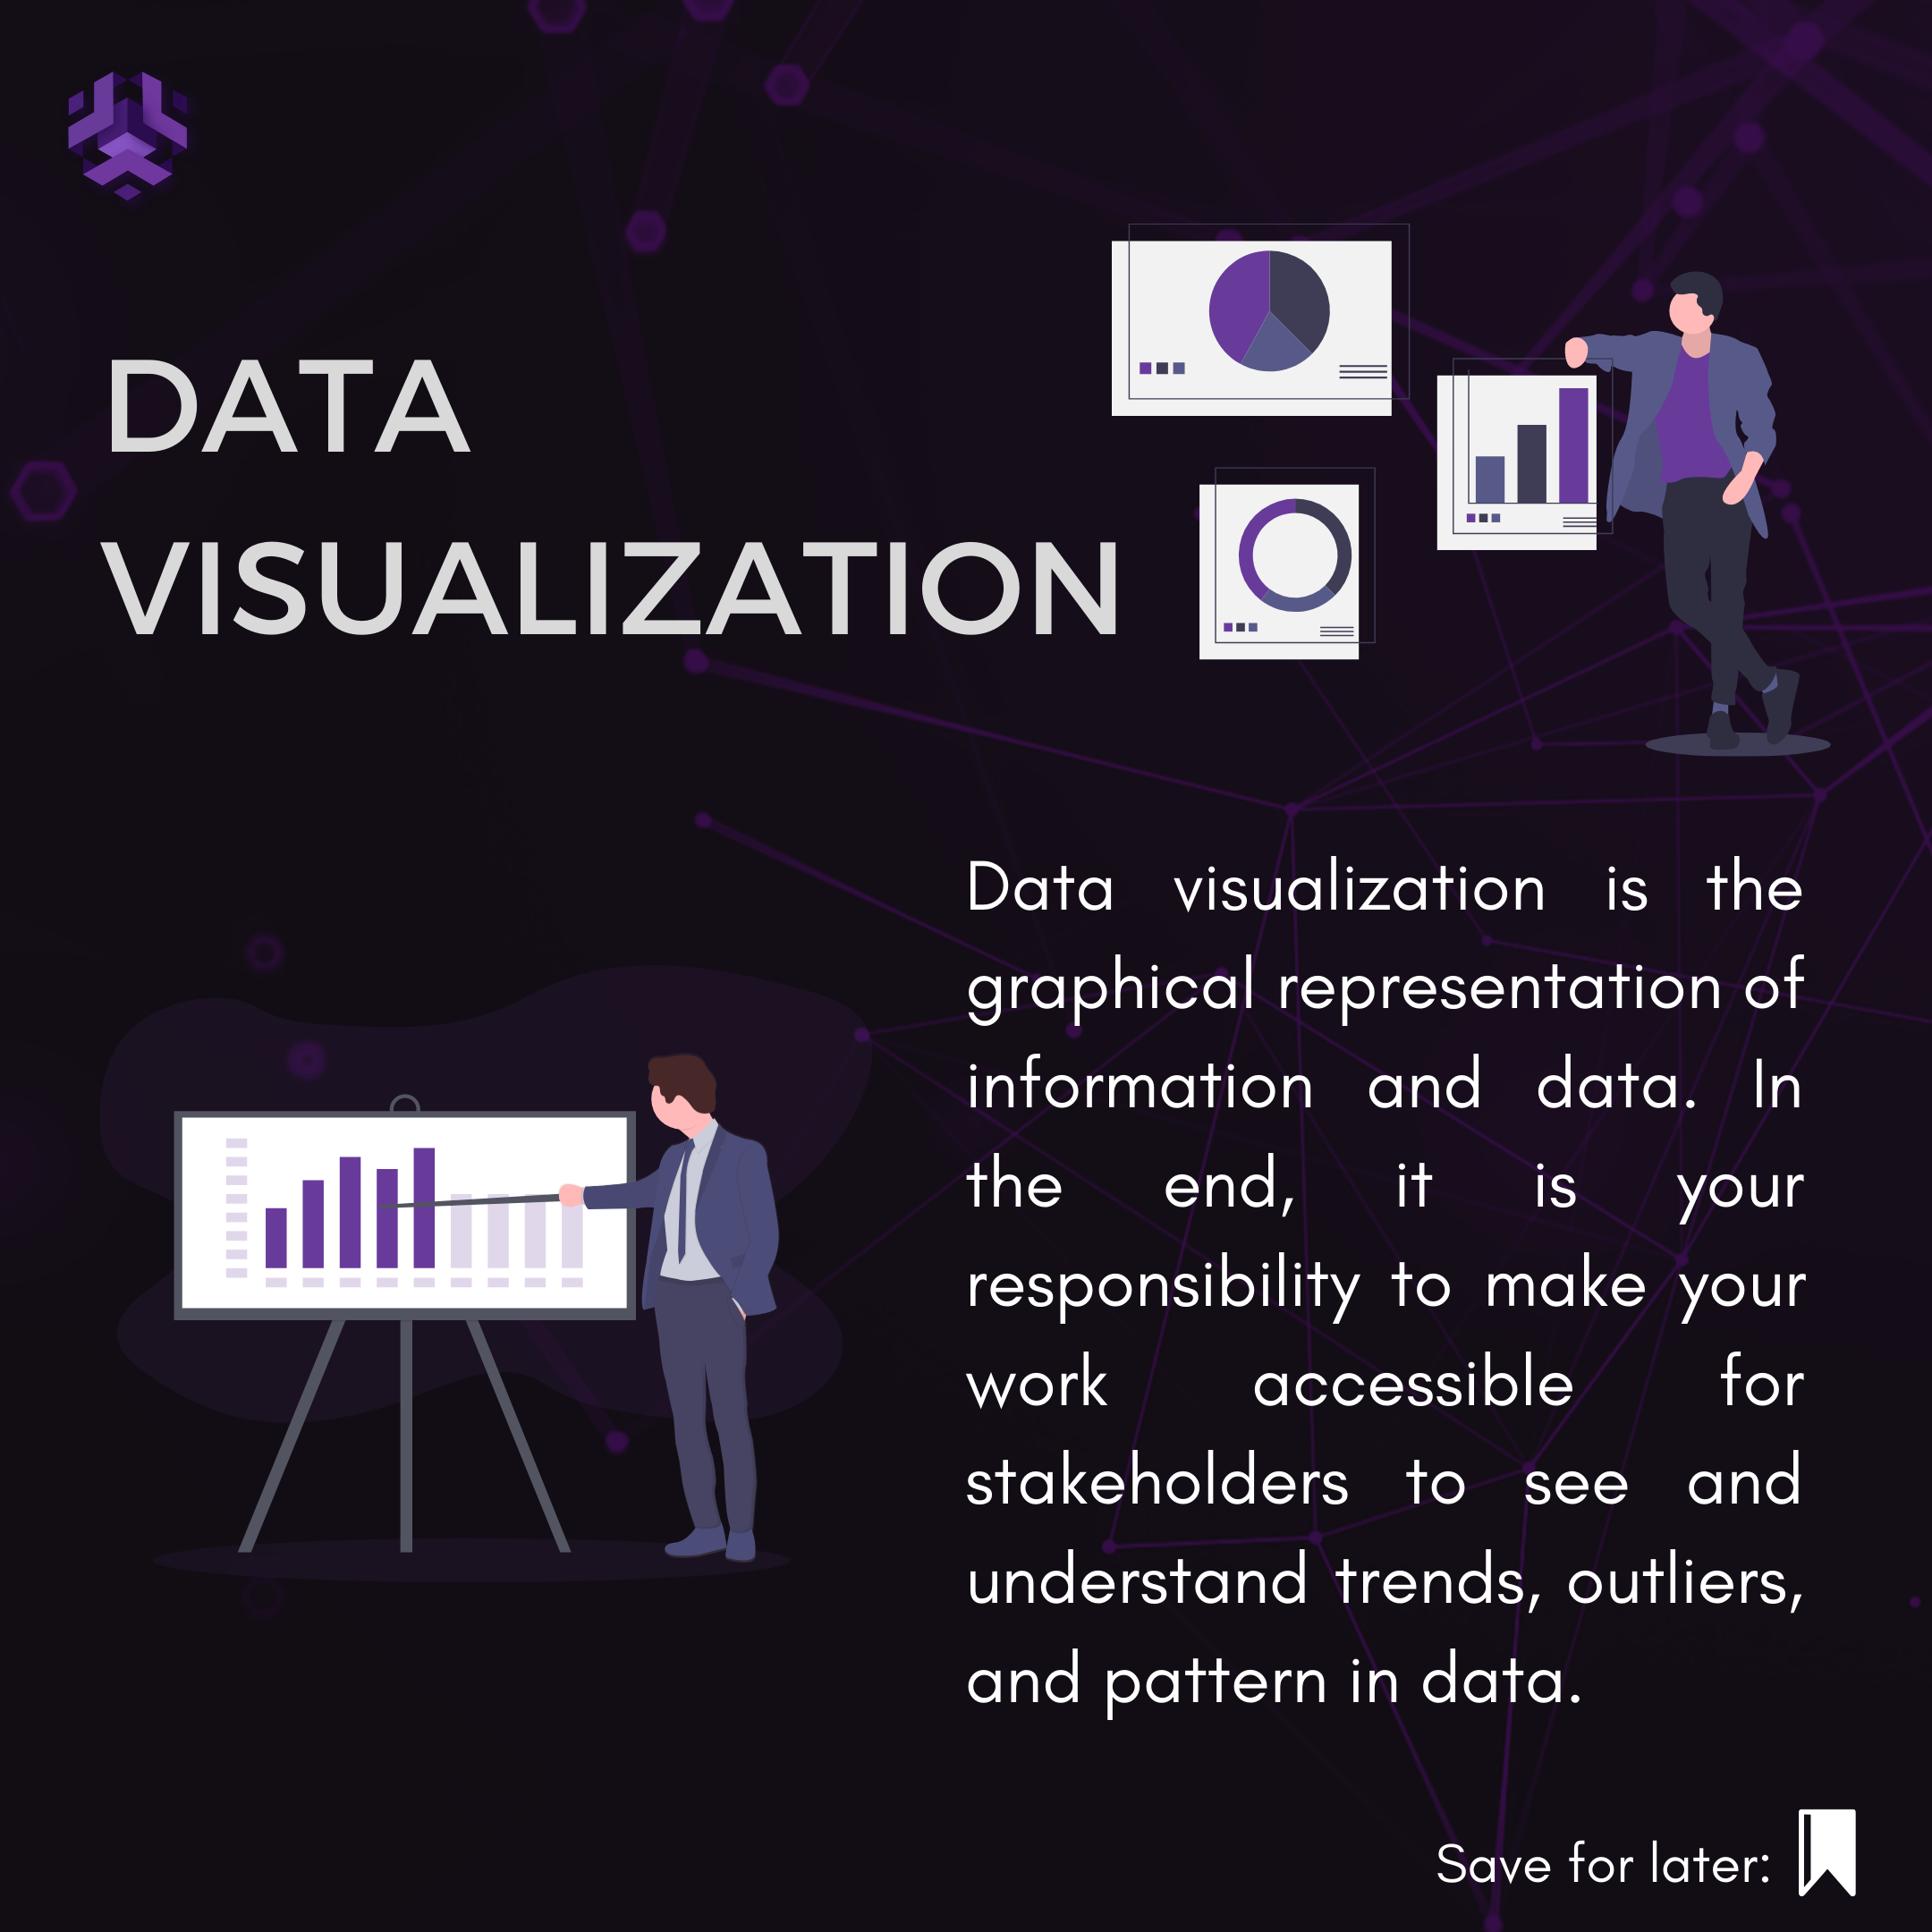 DATA
VISUALIZATION
Data visualization is the
graphical representation of
information and data. In
the end, it is your
responsibility to make your
work accessible for
stakeholders to see and
understand trends, outliers,
and pattern in data.
Save for later: